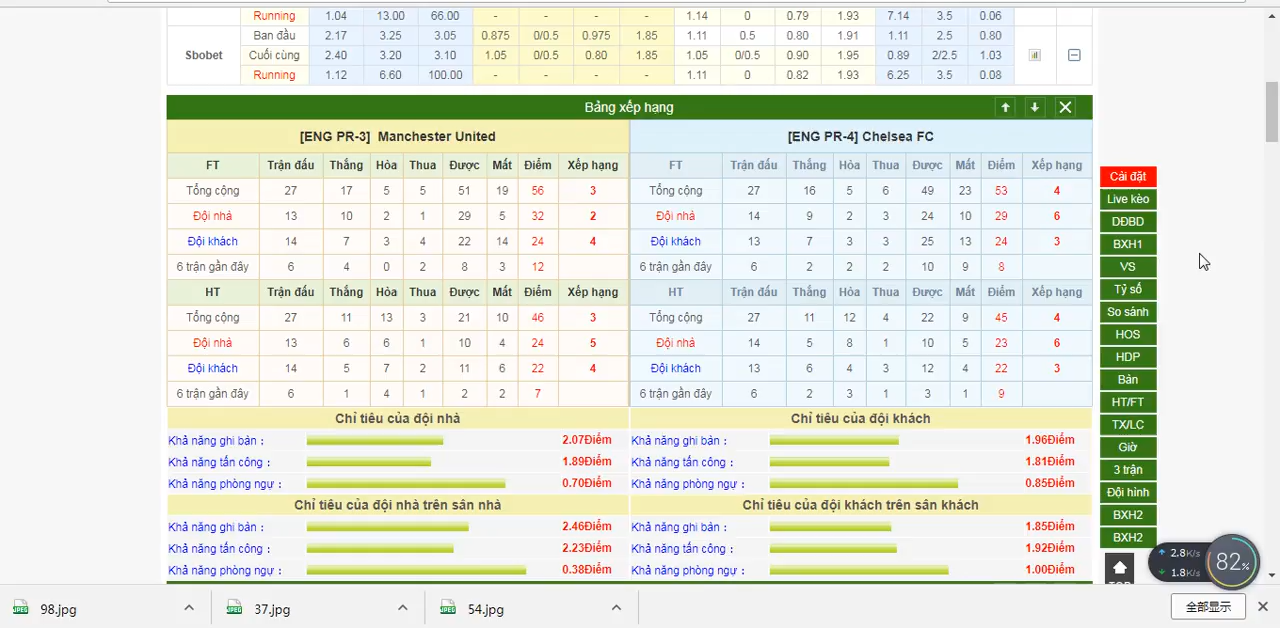 Running 1.04 13.00 66.00 - - - - 1.14 0 0.79 1.93 7.14 3.5 0.06
Ban đầu 2.17 3.25 3.05 0.875 0/0.5 0.975 1.85 1.11 0.5 0.80 1.91 1.11 2.5 0.80
Sbobet Cuối cùng 2.40 3.20 3.10 1.05 0/0.5 0.80 1.85 1.05 0/0.5 0.90 1.95 0.89 2/2.5 1.03
Running 1.12 6.60 100.00 - - - - 1.11 0 0.82 1.93 6.25 3.5 0.08
Bảng xếp hạng
[ENG PR-3] Manchester United [ENG PR-4] Chelsea FC
FT Trận đấu Thắng Hòa Thua Được Mất Điểm Xếp hạng FT Trận đấu Thắng Hòa Thua Được Mất Điểm Xếp hạng
Tổng cộng 27 17 5 5 51 19 56 3 Tổng cộng 27 16 5 6 49 23 53 4
Đội nhà 13 10 2 1 29 5 32 2 Đội nhà 14 9 2 3 24 10 29 6
Đội khách 14 7 3 4 22 14 24 4 Đội khách 13 7 3 3 25 13 24 3
6 trận gần đây 6 4 0 2 8 3 12 6 trận gần đây 6 2 2 2 10 9 8
HT Trận đấu Thắng Hòa Thua Được Mất Điểm Xếp hạng HT Trận đấu Thắng Hòa Thua Được Mất Điểm Xếp hạng
Tổng cộng 27 11 13 3 21 10 46 3 Tổng cộng 27 11 12 4 22 9 45 4
Đội nhà 13 6 6 1 10 4 24 5 Đội nhà 14 5 8 1 10 5 23 6
Đội khách 14 5 7 2 11 6 22 4 Đội khách 13 6 4 3 12 4 22 3
6 trận gần đây 6 1 4 1 2 2 7 6 trận gần đây 6 2 3 1 3 1 9
Chỉ tiêu của đội nhà Chỉ tiêu của đội khách
Khả năng ghi bàn : 2.07Điểm Khả năng ghi bàn : 1.96Điểm
Khả năng tấn công : 1.89Điểm Khả năng tấn công : 1.81Điểm
Khả năng phòng ngự : 0.70Điểm Khả năng phòng ngự : 0.85Điểm
Chỉ tiêu của đội nhà trên sân nhà Chỉ tiêu của đội khách trên sân khách
Khả năng ghi bàn : 2.46Điểm Khả năng ghi bàn : 1.85Điểm
Khả năng tấn công : 2.23Điểm Khả năng tấn công : 1.92Điểm
Khả năng phòng ngự : 0.38Điểm Khả năng phòng ngự : 1.00Điểm
Cài đặt
Live kèo
DĐBD
BXH1
VS
Tỷ số
So sánh
HOS
HDP
Bàn
HT/FT
TX/LC
Giờ
3 trận
Đội hình
BXH2
BXH2
TOP
2.8K/s
1.8K/s
82%
98.jpg 37.jpg 54.jpg 全部显示